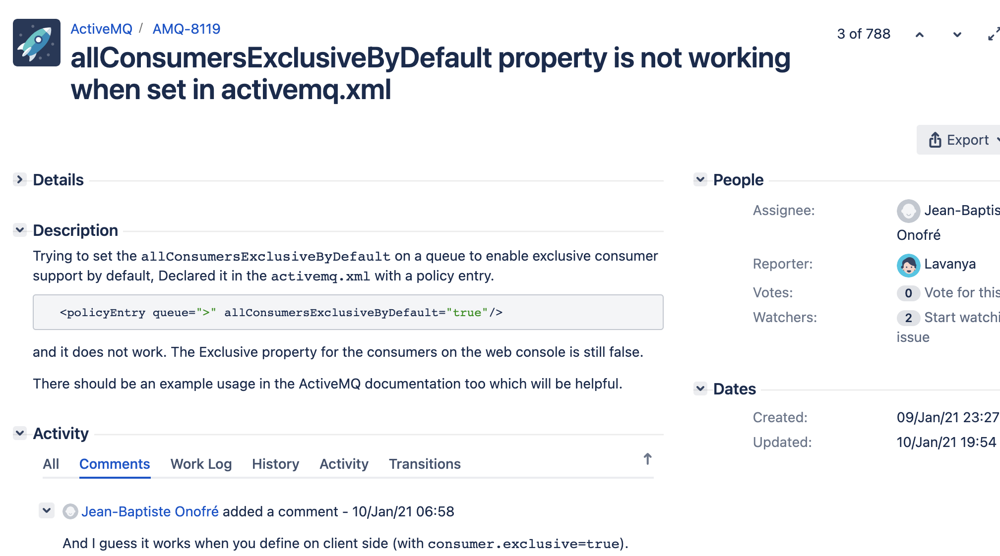 ActiveMQ / AMQ-8119
allConsumersExclusiveByDefault property is not working
when set in activemq.xml
3 of 788
Export
Details
Description
Trying to set the allConsumersExclusiveByDefault on a queue to enable exclusive consumer
support by default, Declared it in the activemq.xml with a policy entry.
<policyEntry queue=">" allConsumersExclusiveByDefault="true"/>
and it does not work. The Exclusive property for the consumers on the web console is still false.
There should be an example usage in the ActiveMQ documentation too which will be helpful.
Activity
All Comments Work Log History Activity Transitions
Jean-Baptiste Onofré added a comment - 10/Jan/21 06:58
And I guess it works when you define on client side (with consumer.exclusive=true).
People
Assignee: Jean-Baptis
Onofré
Reporter: Lavanya
Votes: 0 Vote for this
Watchers: 2 Start watchi
issue
Dates
Created: 09/Jan/21 23:27
Updated: 10/Jan/21 19:54